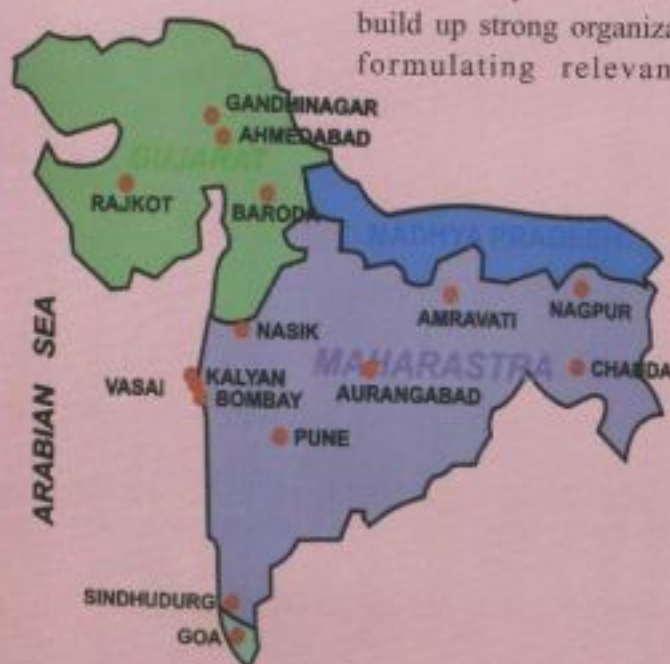 build up strong organiza
formulating relevan
GANDHINAGAR
AHMEDABAD
GUJARAT
RAJKOT
BARODA
MADHYA PRADESH
ARABIAN SEA
NASIK
AMRAVATI
NAGPUR
MAHARASTRA
CHANDA
VASAI
KALYAN
BOMBAY
AURANGABAD
PUNE
SINDHUDURG
GOA